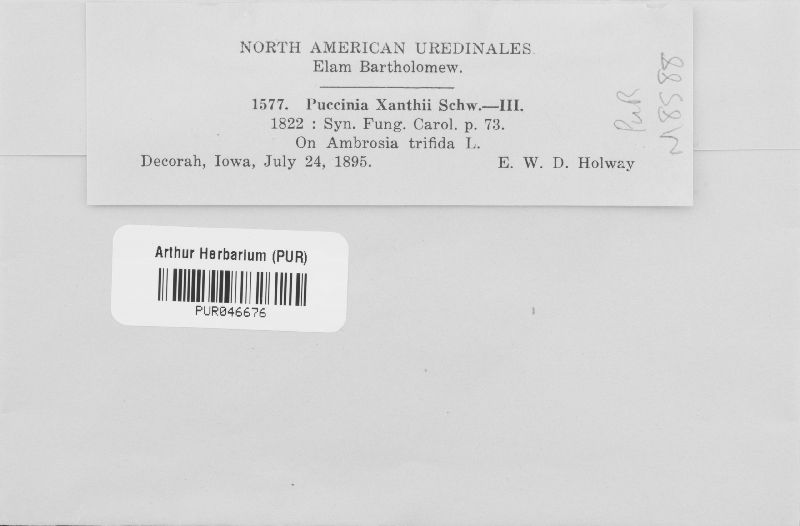 NORTH AMERICAN UREDINALES
Elam Bartholomew.
1577. Puccinia Xanthii Schw.—III.
1822 : Syn. Fung. Carol. p. 73.
On Ambrosia trifida L.
Decorah, Iowa, July 24, 1895. E. W. D. Holway
PUR
Arthur Herbarium (PUR)
PUR046676